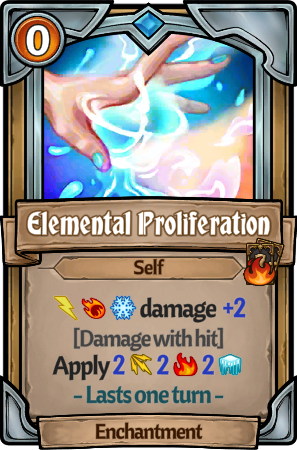 0
Elemental Proliferation
Self
damage +2
[Damage with hit]
Apply 2 2 2
- Lasts one turn -
Enchantment